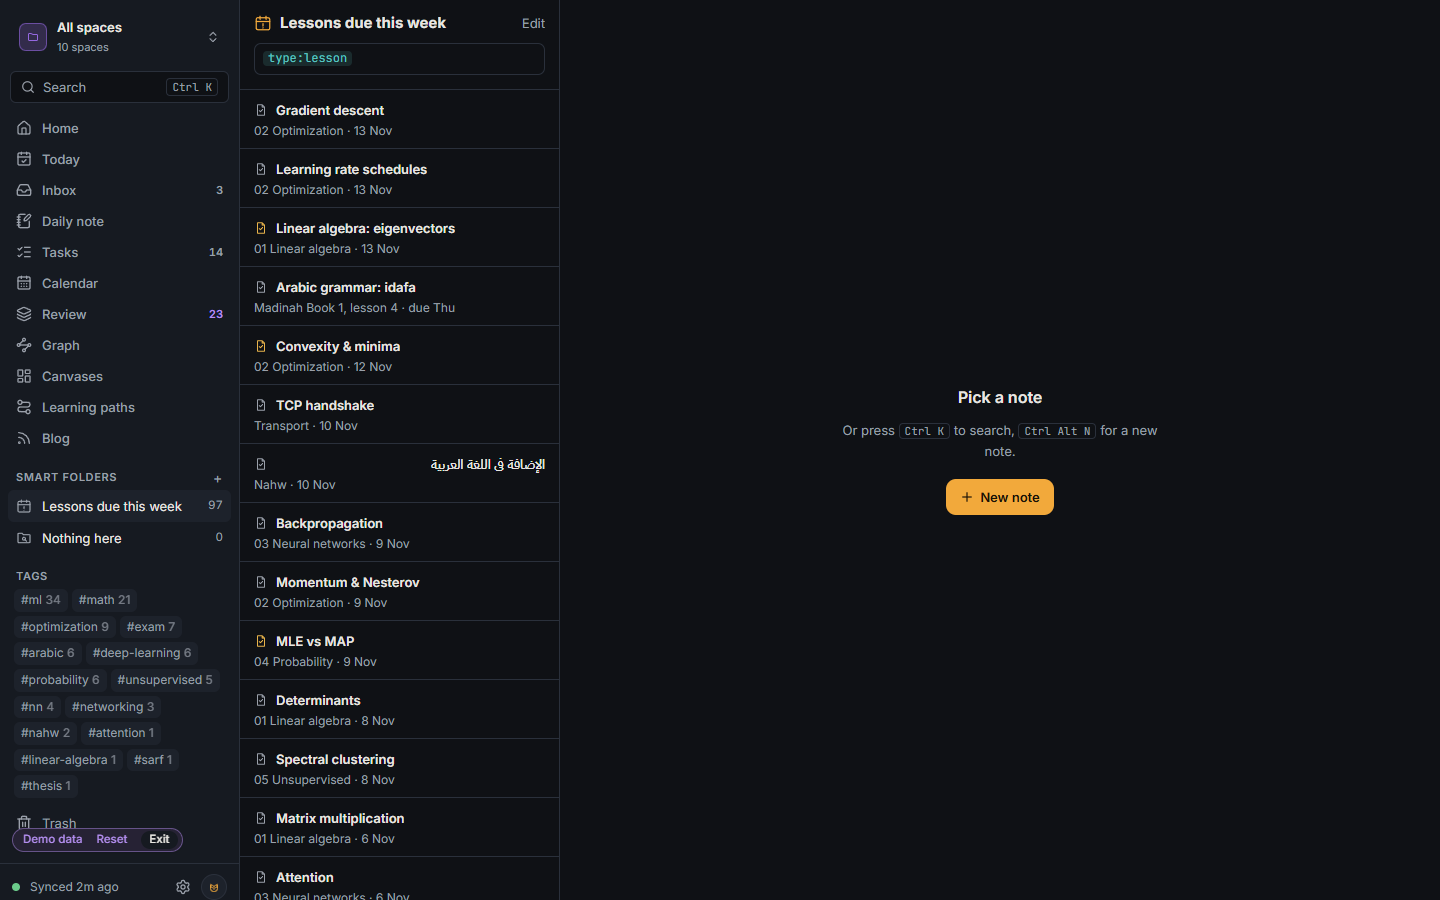 All spaces
10 spaces
Search Ctrl K
Home
Today
Inbox 3
Daily note
Tasks 14
Calendar
Review 23
Graph
Canvases
Learning paths
Blog
SMART FOLDERS +
Lessons due this week 97
Nothing here 0
TAGS
#ml 34 #math 21
#optimization 9 #exam 7
#arabic 6 #deep-learning 6
#probability 6 #unsupervised 5
#nn 4 #networking 3
#nahw 2 #attention 1
#linear-algebra 1 #sarf 1
#thesis 1
Trash
Demo data Reset Exit
Synced 2m ago
Lessons due this week Edit
type:lesson
Gradient descent
02 Optimization · 13 Nov
Learning rate schedules
02 Optimization · 13 Nov
Linear algebra: eigenvectors
01 Linear algebra · 13 Nov
Arabic grammar: idafa
Madinah Book 1, lesson 4 · due Thu
Convexity & minima
02 Optimization · 12 Nov
TCP handshake
Transport · 10 Nov
الإضافة في اللغة العربية
Nahw · 10 Nov
Backpropagation
03 Neural networks · 9 Nov
Momentum & Nesterov
02 Optimization · 9 Nov
MLE vs MAP
04 Probability · 9 Nov
Determinants
01 Linear algebra · 8 Nov
Spectral clustering
05 Unsupervised · 8 Nov
Matrix multiplication
01 Linear algebra · 6 Nov
Attention
03 Neural networks · 6 Nov
Pick a note
Or press Ctrl K to search, Ctrl Alt N for a new
note.
+ New note